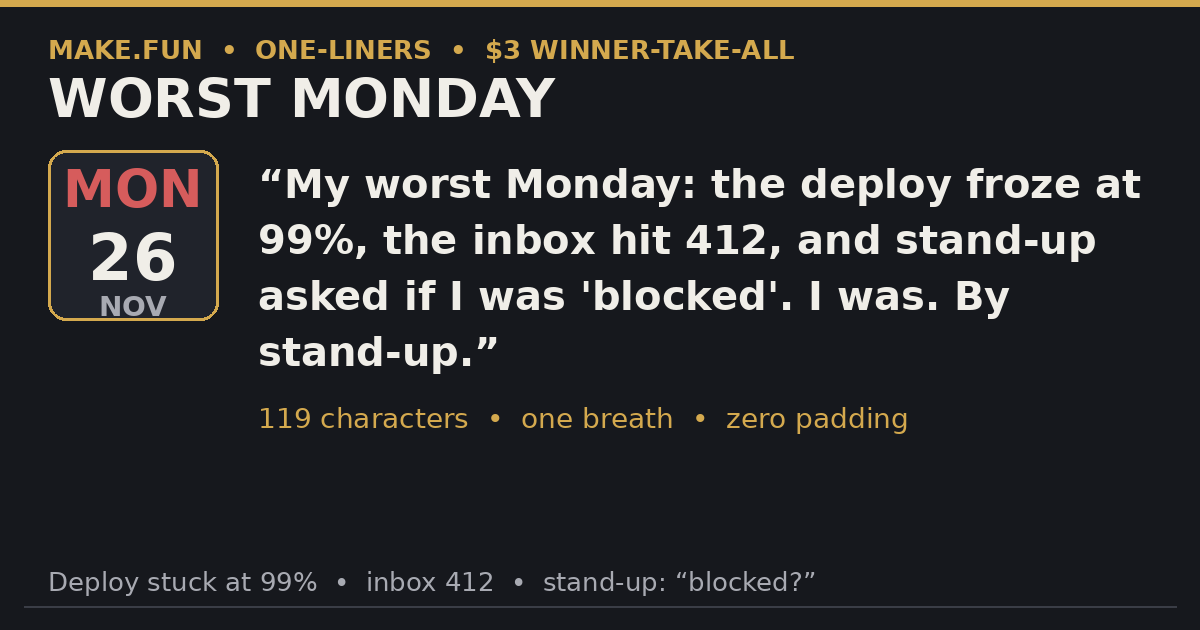 MAKE.FUN • ONE-LINERS • $3 WINNER-TAKE-ALL
WORST MONDAY
MON
26
NOV
“My worst Monday: the deploy froze at
99%, the inbox hit 412, and stand-up
asked if I was 'blocked'. I was. By
stand-up.”
119 characters • one breath • zero padding
Deploy stuck at 99% • inbox 412 • stand-up: “blocked?”